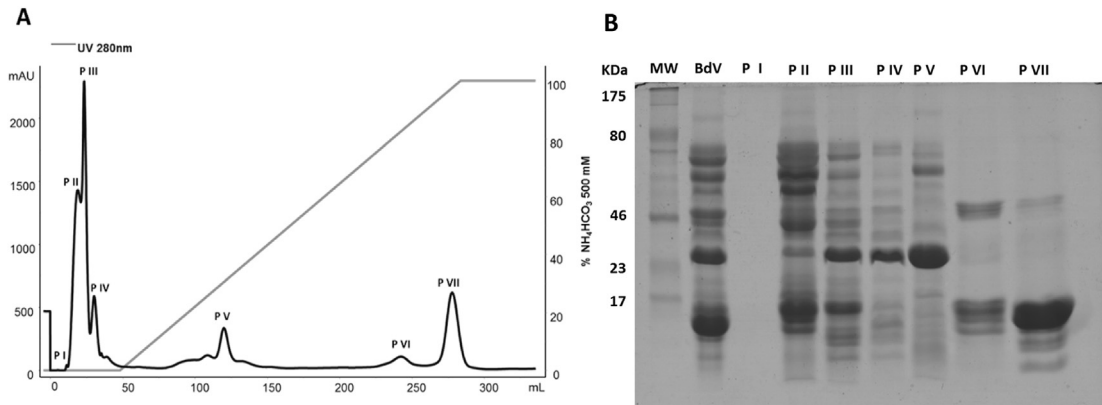 A
UV 280nm
mAU
2000
1500
1000
500
0
P I
P II
P III
P IV
P V
P VI
P VII
0
50
100
150
200
250
300
mL
100
80
60
40
20
0
% NH₄HCO₃ 500 mM
B
KDa
MW
BdV
P I
P II
P III
P IV
P V
P VI
P VII
175
80
46
23
17